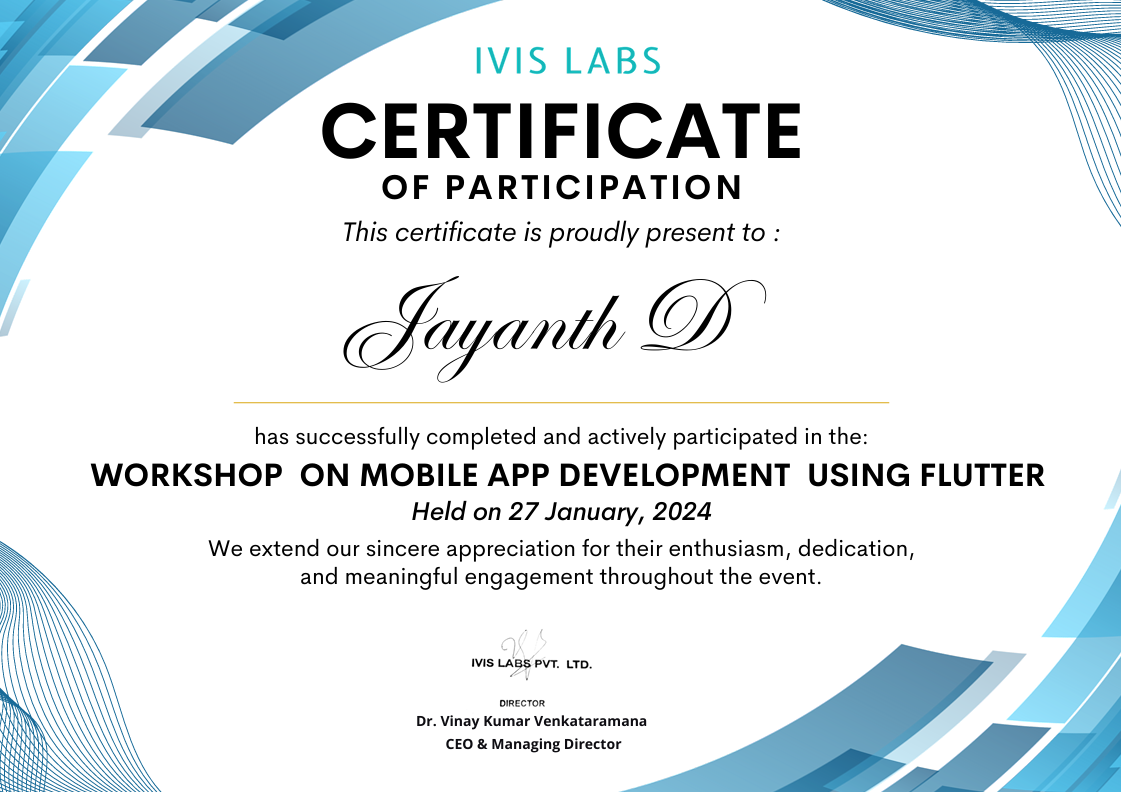 IVIS LABS
CERTIFICATE
OF PARTICIPATION
This certificate is proudly present to :
Jayanth D
has successfully completed and actively participated in the:
WORKSHOP ON MOBILE APP DEVELOPMENT USING FLUTTER
Held on 27 January, 2024
We extend our sincere appreciation for their enthusiasm, dedication,
and meaningful engagement throughout the event.
IVIS LABS PVT. LTD.
DIRECTOR
Dr. Vinay Kumar Venkataramana
CEO & Managing Director